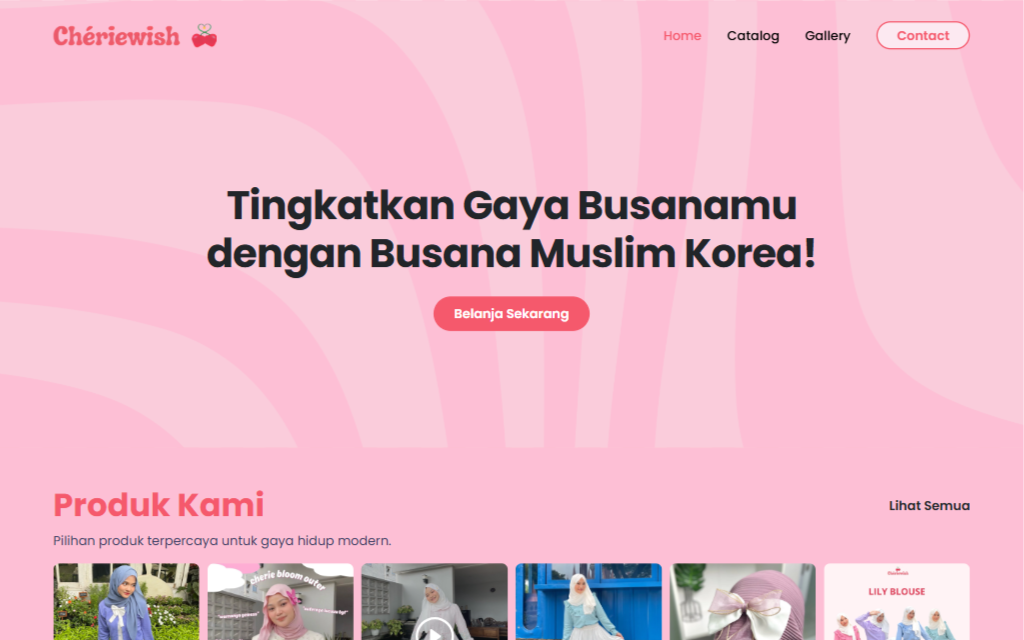 Chériewish
Home
Catalog
Gallery
Contact
Tingkatkan Gaya Busanamu
dengan Busana Muslim Korea!
Belanja Sekarang
Produk Kami
Lihat Semua
Pilihan produk terpercaya untuk gaya hidup modern.
cherie bloom outer
LILY BLOUSE